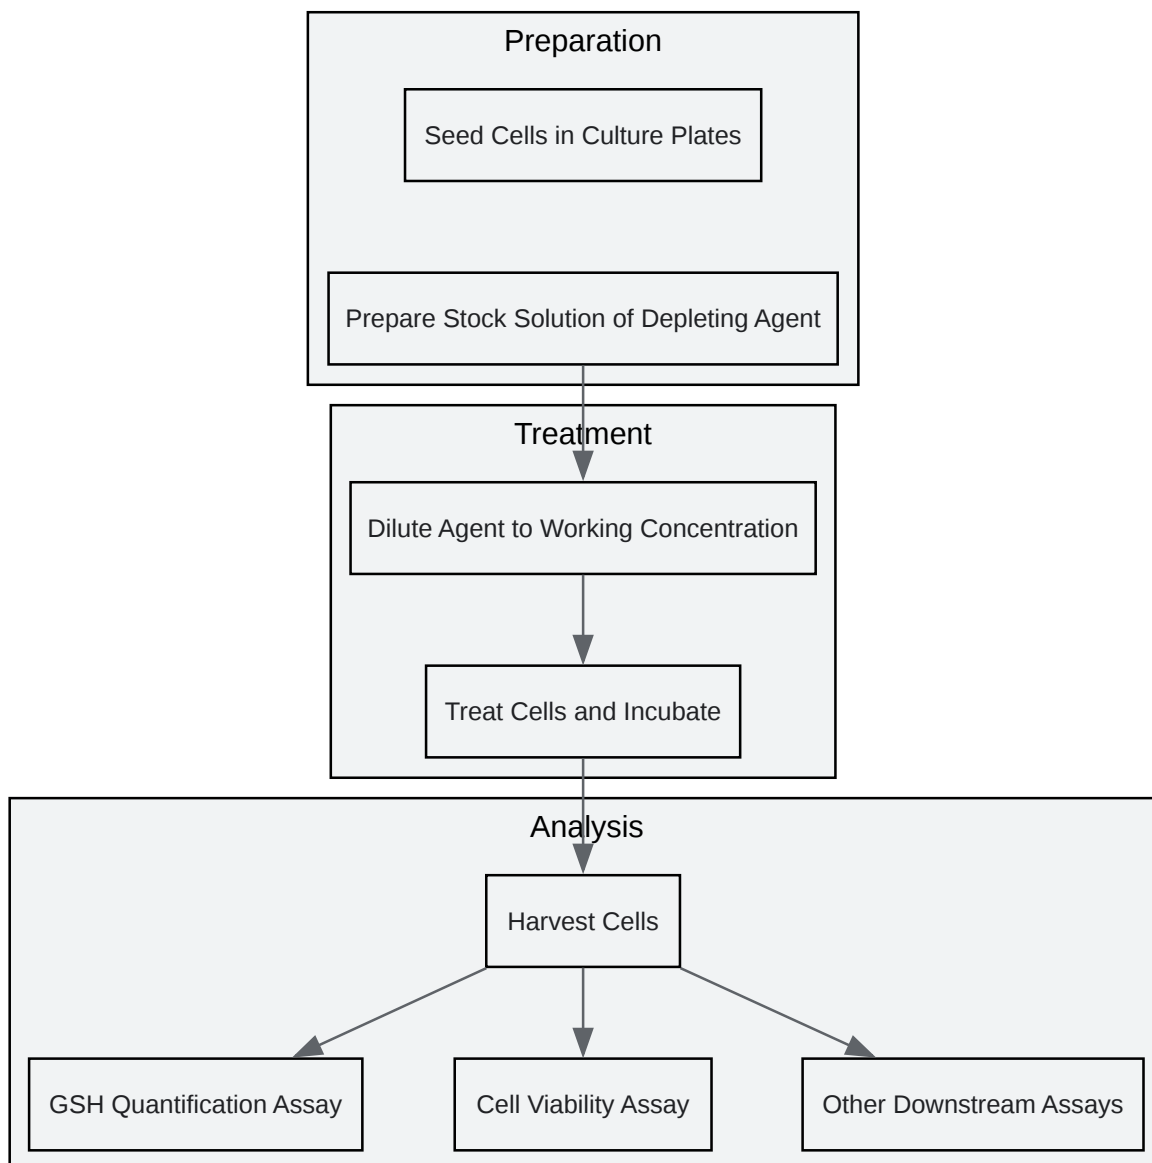 Preparation
Seed Cells in Culture Plates
Prepare Stock Solution of Depleting Agent
Treatment
Dilute Agent to Working Concentration
Treat Cells and Incubate
Analysis
Harvest Cells
GSH Quantification Assay
Cell Viability Assay
Other Downstream Assays